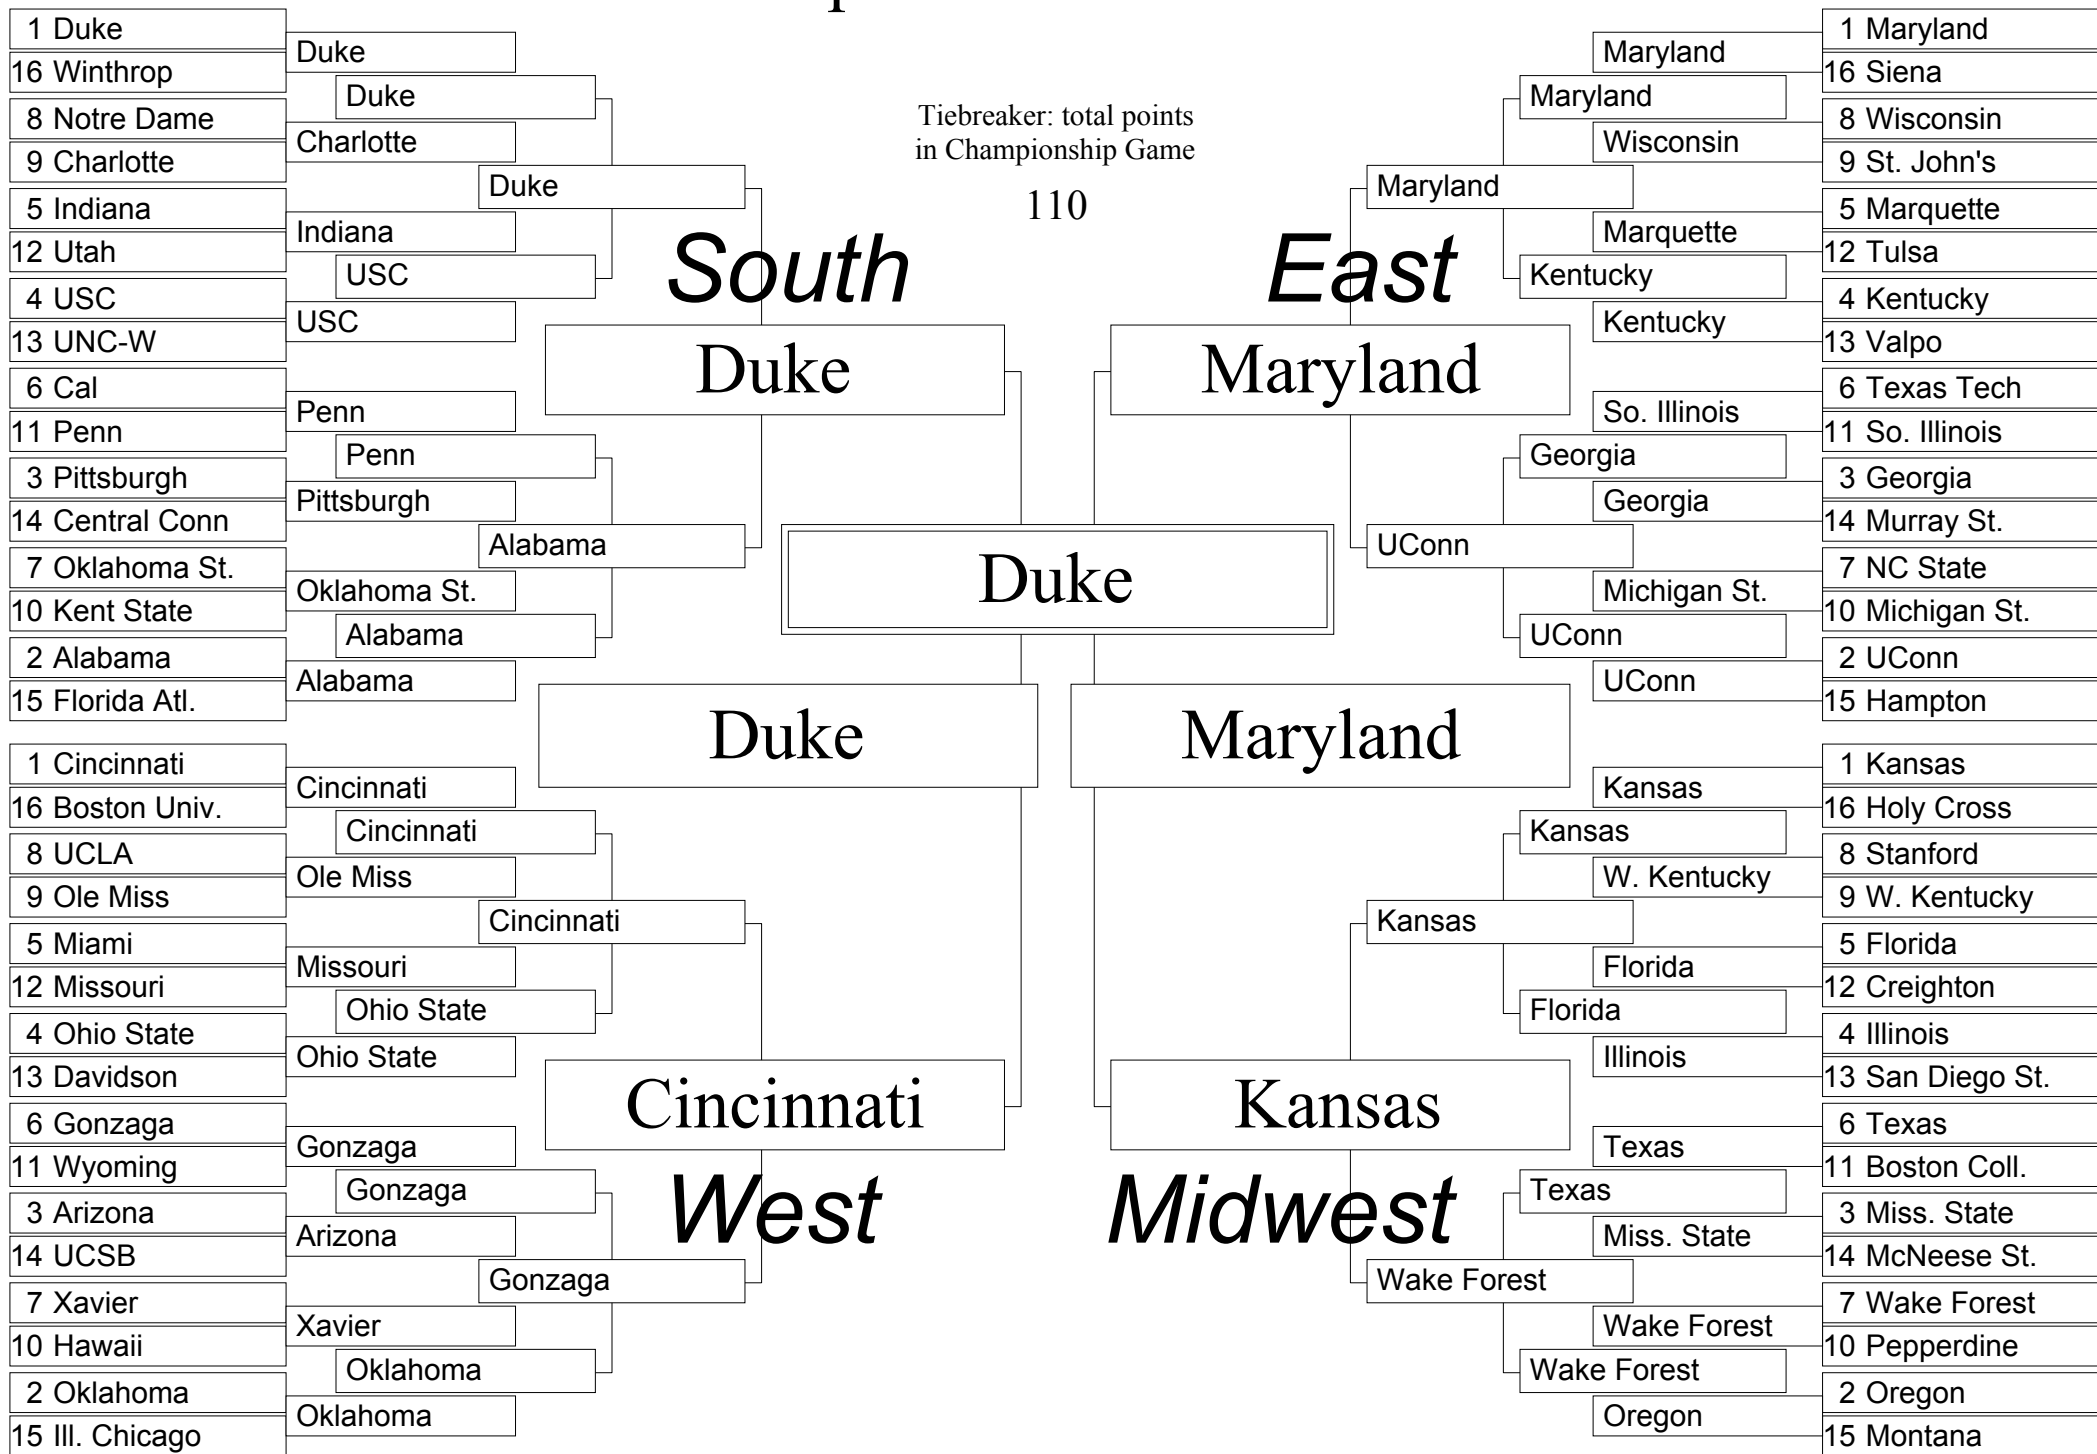 1 Duke
16 Winthrop
8 Notre Dame
9 Charlotte
5 Indiana
12 Utah
4 USC
13 UNC-W
6 Cal
11 Penn
3 Pittsburgh
14 Central Conn
7 Oklahoma St.
10 Kent State
2 Alabama
15 Florida Atl.
Duke
Charlotte
Indiana
USC
Penn
Pittsburgh
Oklahoma St.
Alabama
Duke
USC
Penn
Alabama
Duke
Alabama
South
Duke
1 Cincinnati
16 Boston Univ.
8 UCLA
9 Ole Miss
5 Miami
12 Missouri
4 Ohio State
13 Davidson
6 Gonzaga
11 Wyoming
3 Arizona
14 UCSB
7 Xavier
10 Hawaii
2 Oklahoma
15 Ill. Chicago
Cincinnati
Ole Miss
Missouri
Ohio State
Gonzaga
Arizona
Xavier
Oklahoma
Cincinnati
Ohio State
Gonzaga
Oklahoma
Cincinnati
Gonzaga
Cincinnati
West
Tiebreaker: total points
in Championship Game
110
Duke
Duke
Maryland
East
Maryland
Maryland
UConn
Maryland
Kentucky
Georgia
UConn
Maryland
Wisconsin
Marquette
Kentucky
So. Illinois
Georgia
Michigan St.
UConn
1 Maryland
16 Siena
8 Wisconsin
9 St. John's
5 Marquette
12 Tulsa
4 Kentucky
13 Valpo
6 Texas Tech
11 So. Illinois
3 Georgia
14 Murray St.
7 NC State
10 Michigan St.
2 UConn
15 Hampton
Kansas
Midwest
Kansas
Wake Forest
Kansas
Florida
Texas
Wake Forest
Kansas
W. Kentucky
Florida
Illinois
Texas
Miss. State
Wake Forest
Oregon
1 Kansas
16 Holy Cross
8 Stanford
9 W. Kentucky
5 Florida
12 Creighton
4 Illinois
13 San Diego St.
6 Texas
11 Boston Coll.
3 Miss. State
14 McNeese St.
7 Wake Forest
10 Pepperdine
2 Oregon
15 Montana